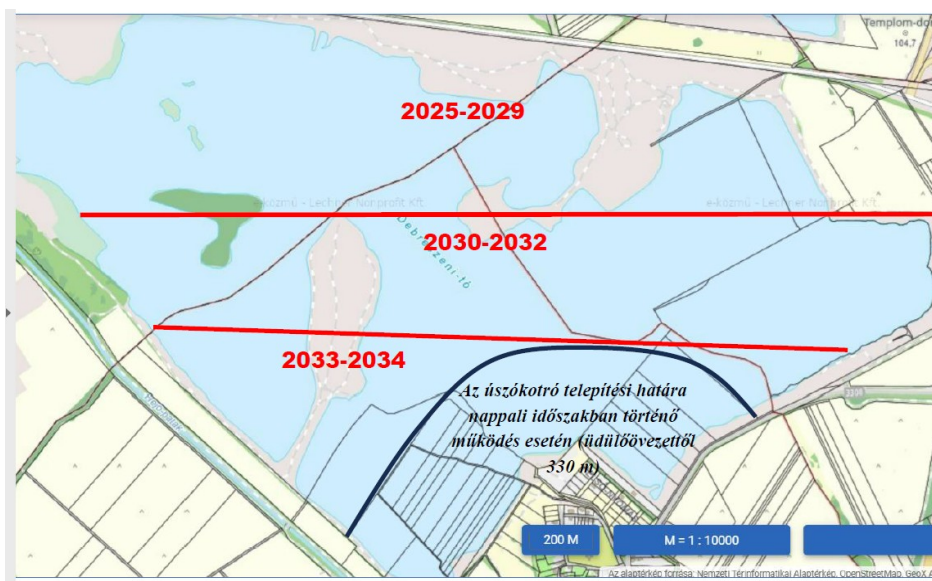 Templom-do
104,7
2025-2029
e-közmű - Lechner Nonprofit Kft.
e-közmű - Lechner Nonprofit Kft.
Debreczeni-tó
2030-2032
2033-2034
Az úszókotró telepítési határa
nappali időszakban történő
működés esetén (üdülőövezettől
330 m)
200 M
M = 1 : 10000
Az alaptérkép forrása: Nemzeti Térinformatikai Alaptérkép, OpenStreetMap, GeoX A